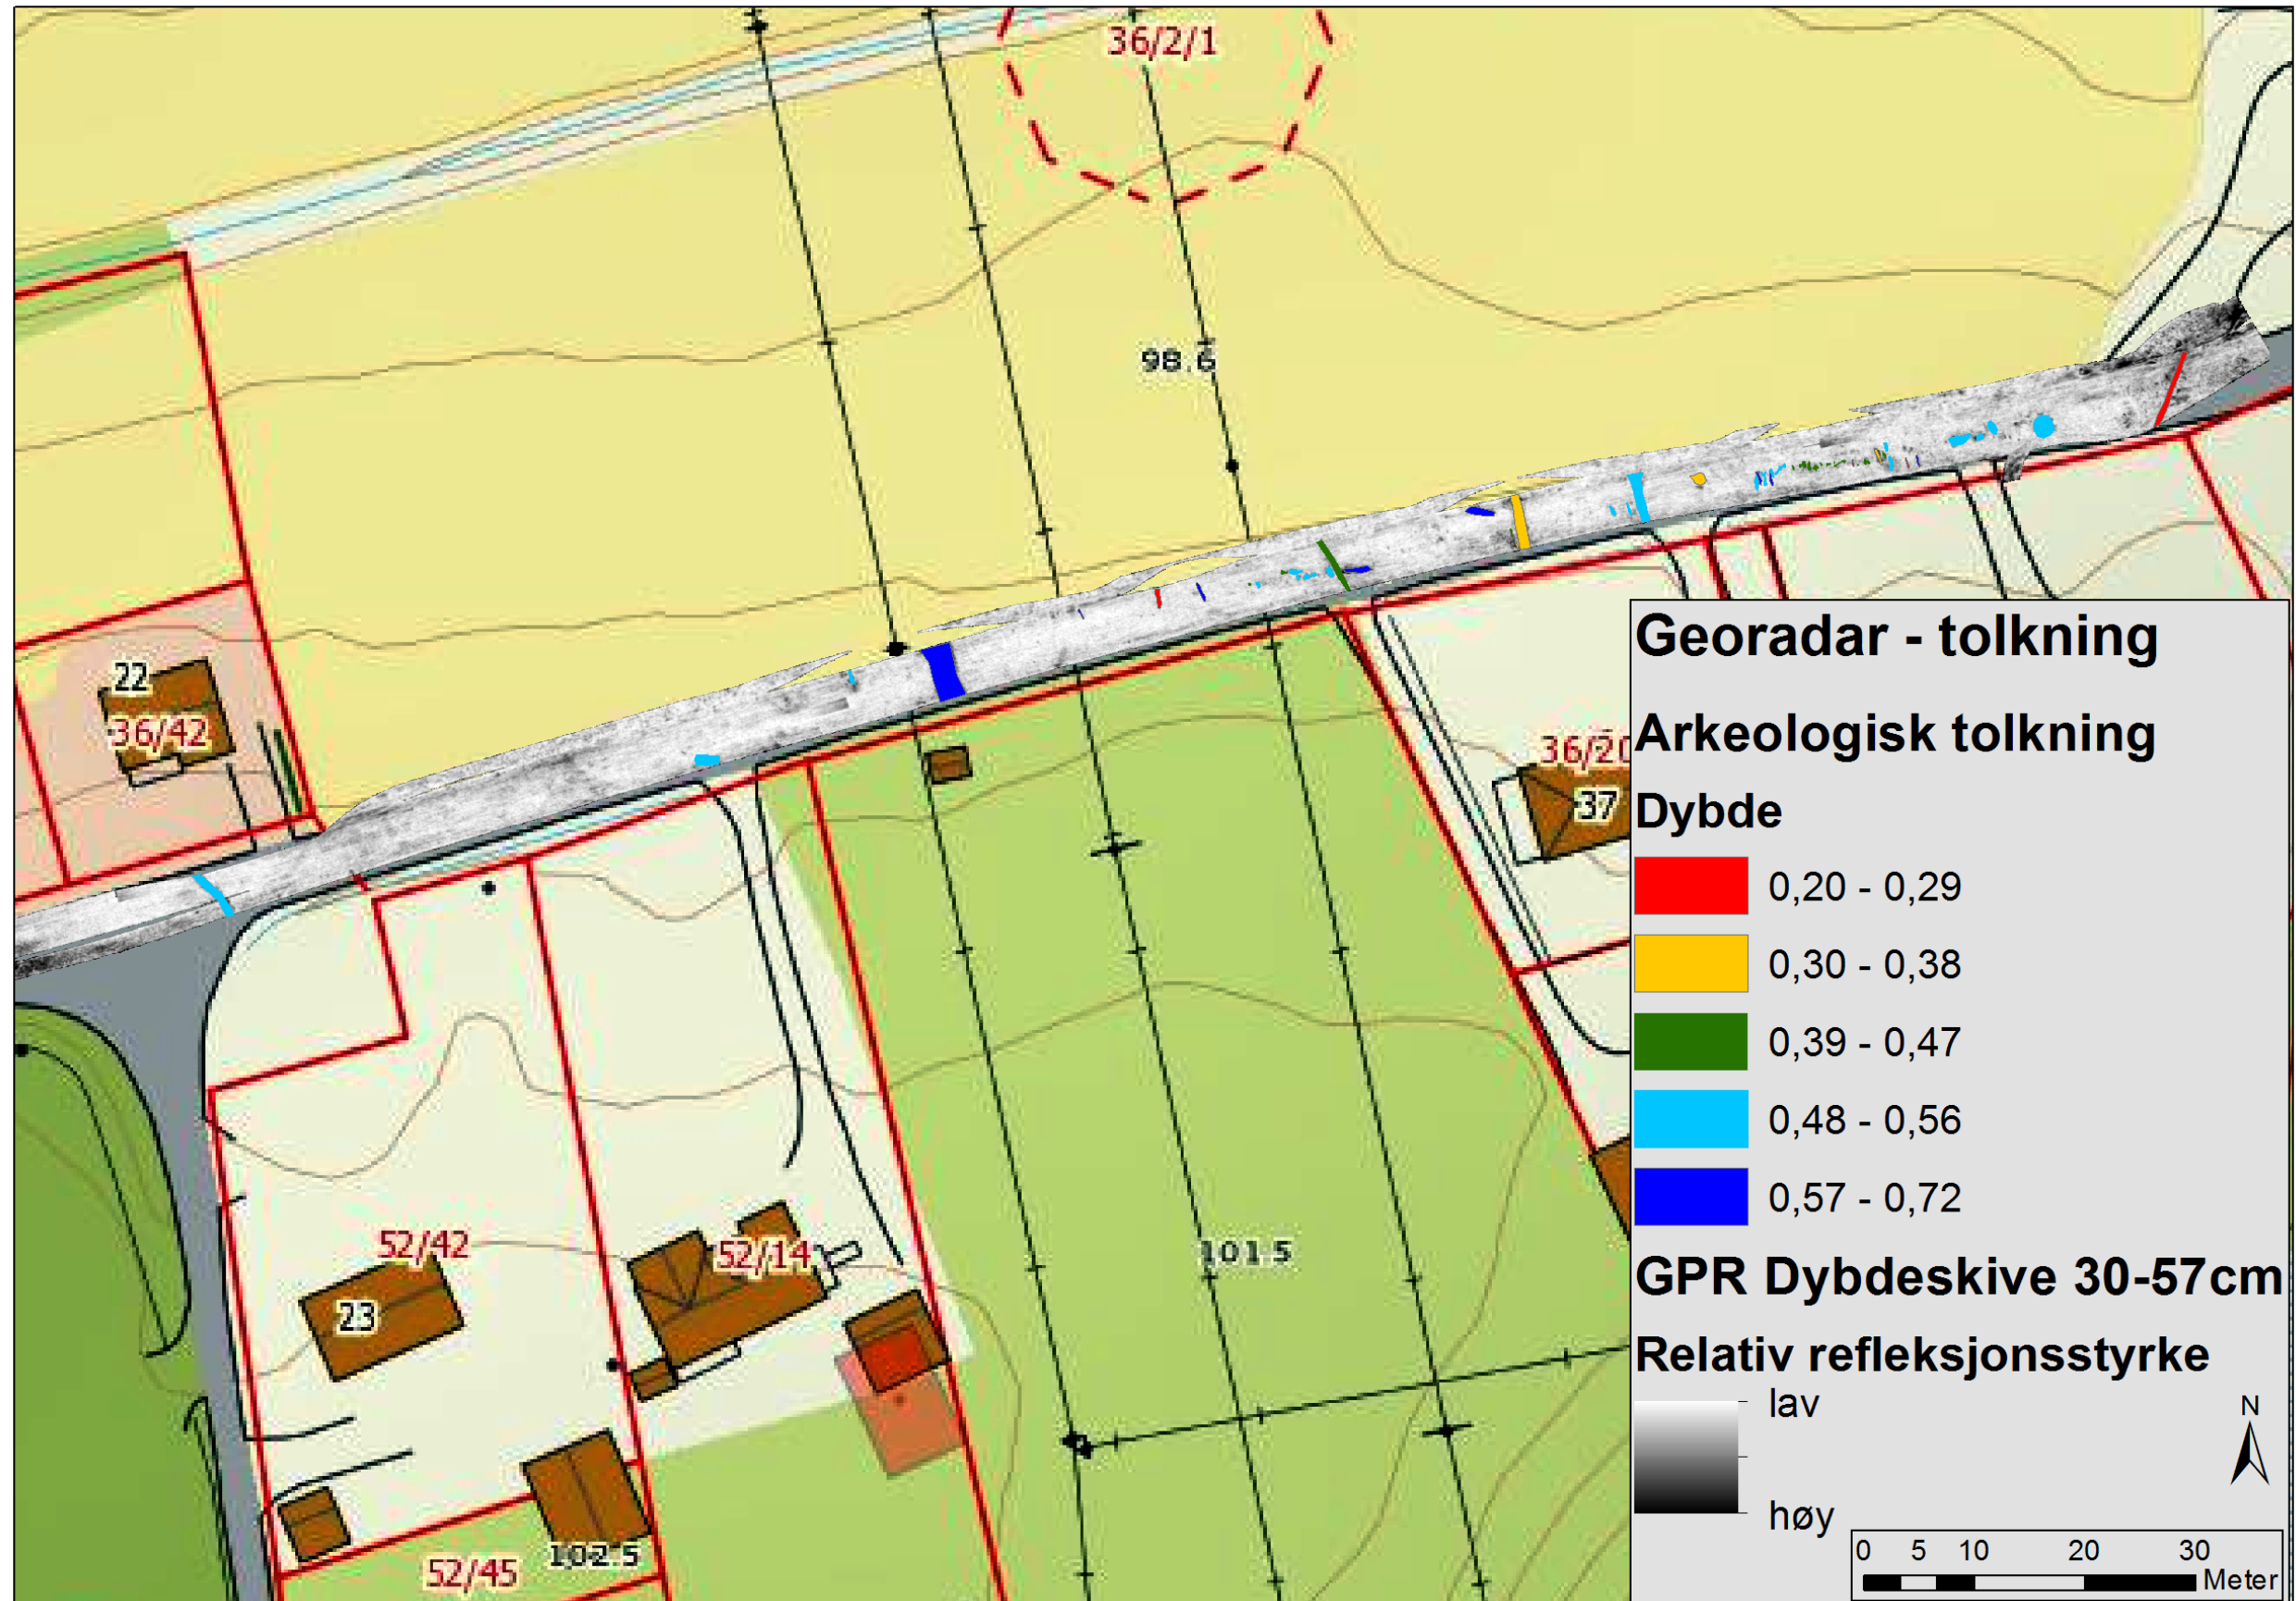 36/2/1
98.6
22
36/42
36/20
37
52/42
52/14
23
101.5
102.5
52/45
Georadar - tolkning
Arkeologisk tolkning
Dybde
0,20 - 0,29
0,30 - 0,38
0,39 - 0,47
0,48 - 0,56
0,57 - 0,72
GPR Dybdeskive 30-57cm
Relativ refleksjonsstyrke
lav
høy
N
0 5 10 20 30
Meter